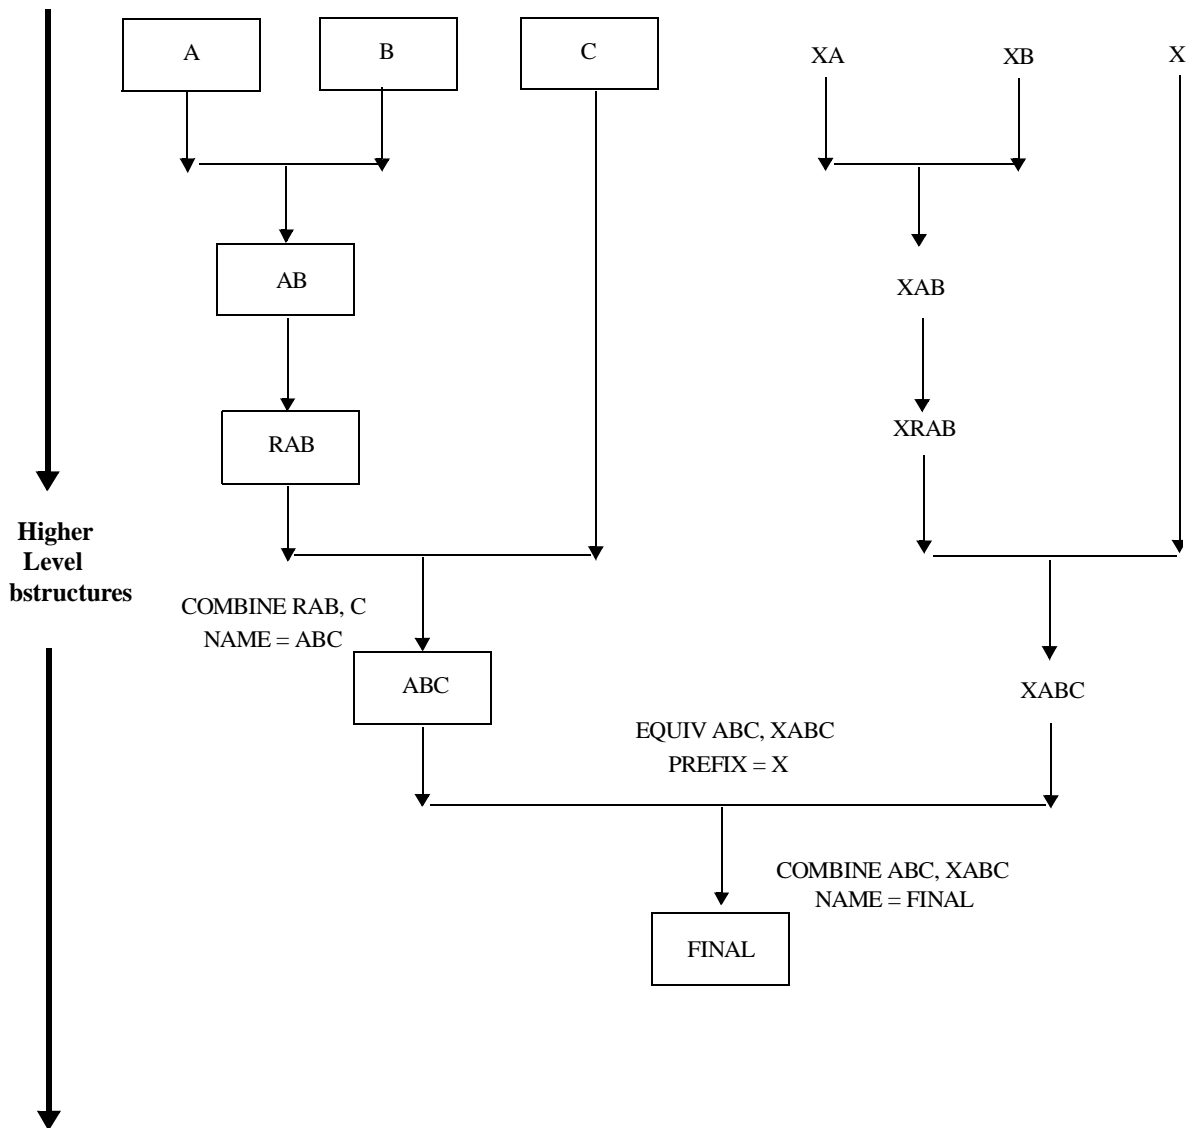 A
B
C
XA
XB
X
AB
XAB
RAB
XRAB
Higher
Level
bstructures
COMBINE RAB, C
NAME = ABC
ABC
XABC
EQUIV ABC, XABC
PREFIX = X
COMBINE ABC, XABC
NAME = FINAL
FINAL